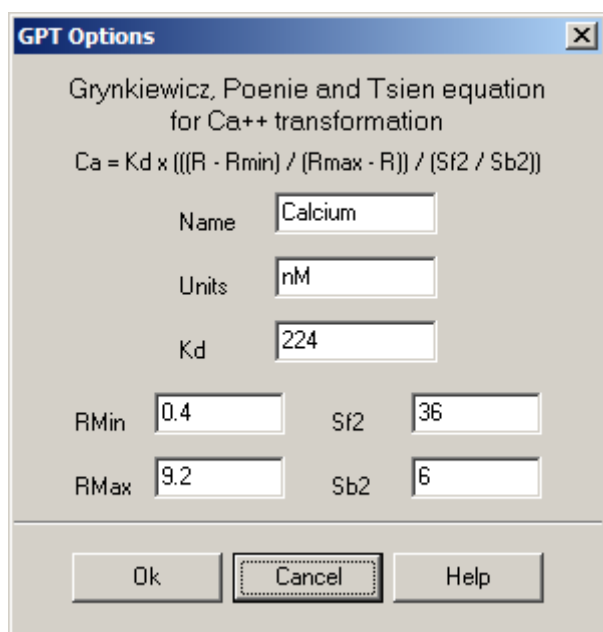 GPT Options
Grynkiewicz, Poenie and Tsien equation
for Ca++ transformation
Ca = Kd x (((R - Rmin) / (Rmax - R)) / (Sf2 / Sb2))
Name Calcium
Units nM
Kd 224
RMin 0.4 Sf2 36
RMax 9.2 Sb2 6
Ok Cancel Help